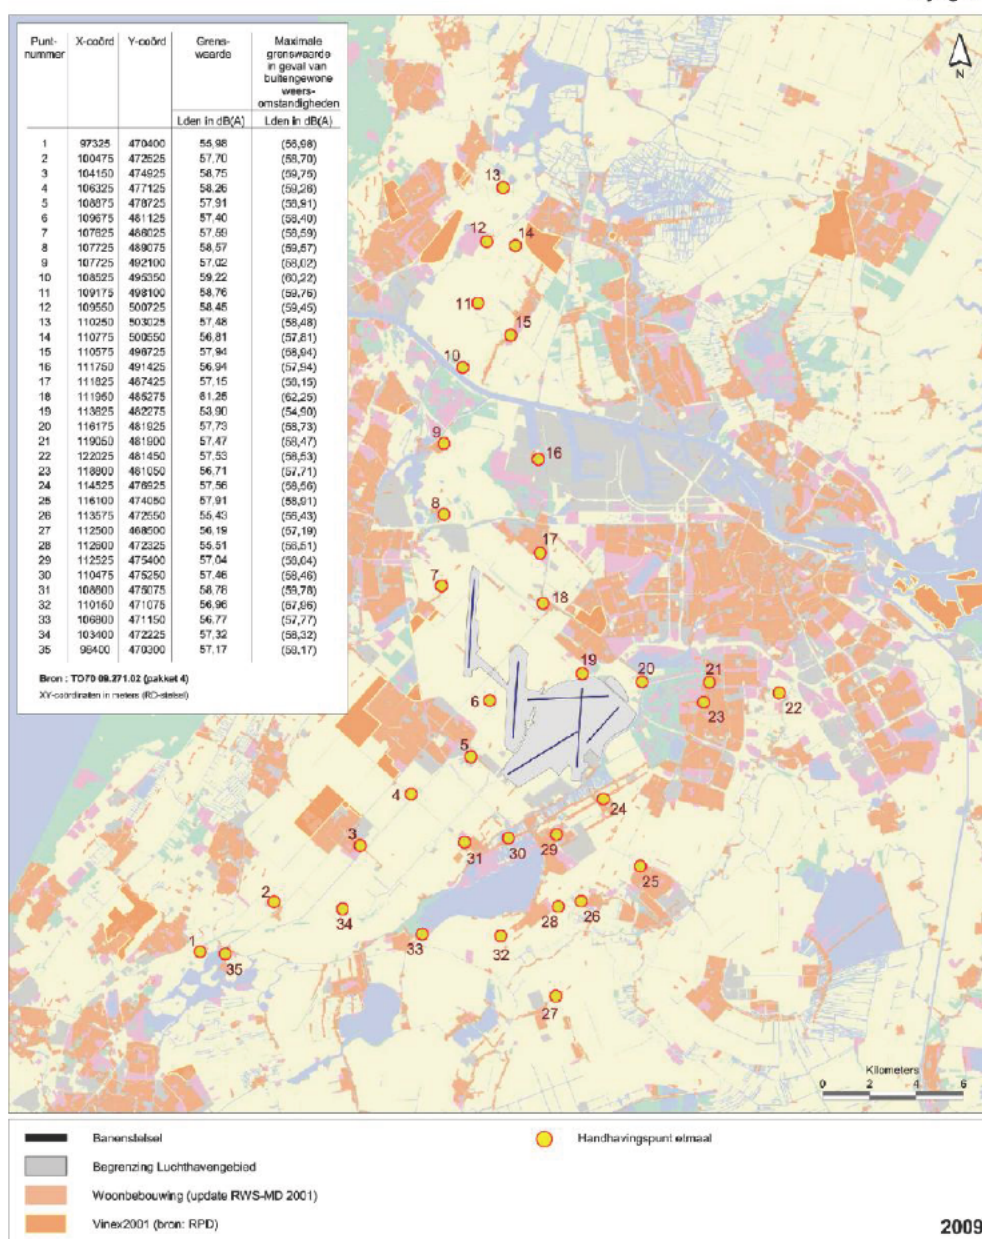 Punt- X-coörd Y-coörd Grens- Maximale
nummer waarde grenswaarde
in geval van
buitengewone
weers-
omstandigheden
Lden in dB(A) Lden in dB(A)
1 97325 470400 55,98 (56,98)
2 100475 472525 57,70 (58,70)
3 104150 474925 58,75 (59,75)
4 106325 477125 58,26 (59,26)
5 108875 478725 57,91 (58,91)
6 109675 481125 57,40 (58,40)
7 107625 486025 57,59 (58,59)
8 107725 489075 58,57 (59,57)
9 107725 492100 57,02 (58,02)
10 108525 495350 59,22 (60,22)
11 109175 498100 58,76 (59,76)
12 109550 500725 58,45 (59,45)
13 110250 503025 57,48 (58,48)
14 110775 500550 56,81 (57,81)
15 110575 496725 57,94 (58,94)
16 111750 491425 56,94 (57,94)
17 111825 487425 57,15 (58,15)
18 111950 485275 61,25 (62,25)
19 113625 482275 53,90 (54,90)
20 116175 481925 57,73 (58,73)
21 119050 481900 57,47 (58,47)
22 122025 481450 57,53 (58,53)
23 118800 481050 56,71 (57,71)
24 114525 476925 57,56 (58,56)
25 116100 474050 57,91 (58,91)
26 113575 472550 55,43 (56,43)
27 112500 468500 56,19 (57,19)
28 112600 472325 55,51 (56,51)
29 112525 475400 57,04 (58,04)
30 110475 475250 57,46 (58,46)
31 108600 475075 58,78 (59,78)
32 110150 471075 56,96 (57,96)
33 106800 471150 56,77 (57,77)
34 103400 472225 57,32 (58,32)
35 98400 470300 57,17 (58,17)
Bron : TO70 09.271.02 (pakket 4)
XY-coördinaten in meters (RD-stelsel)
N
13
12
14
11
15
10
9
16
8
17
7
18
19
20
21
22
23
6
5
4
24
3
31
30
29
25
2
34
28
26
33
32
1
35
27
Kilometers
0 2 4 6
Banenstelsel
Handhavingspunt etmaal
Begrenzing Luchthavengebied
Woonbebouwing (update RWS-MD 2001)
Vinex2001 (bron: RPD)
2009